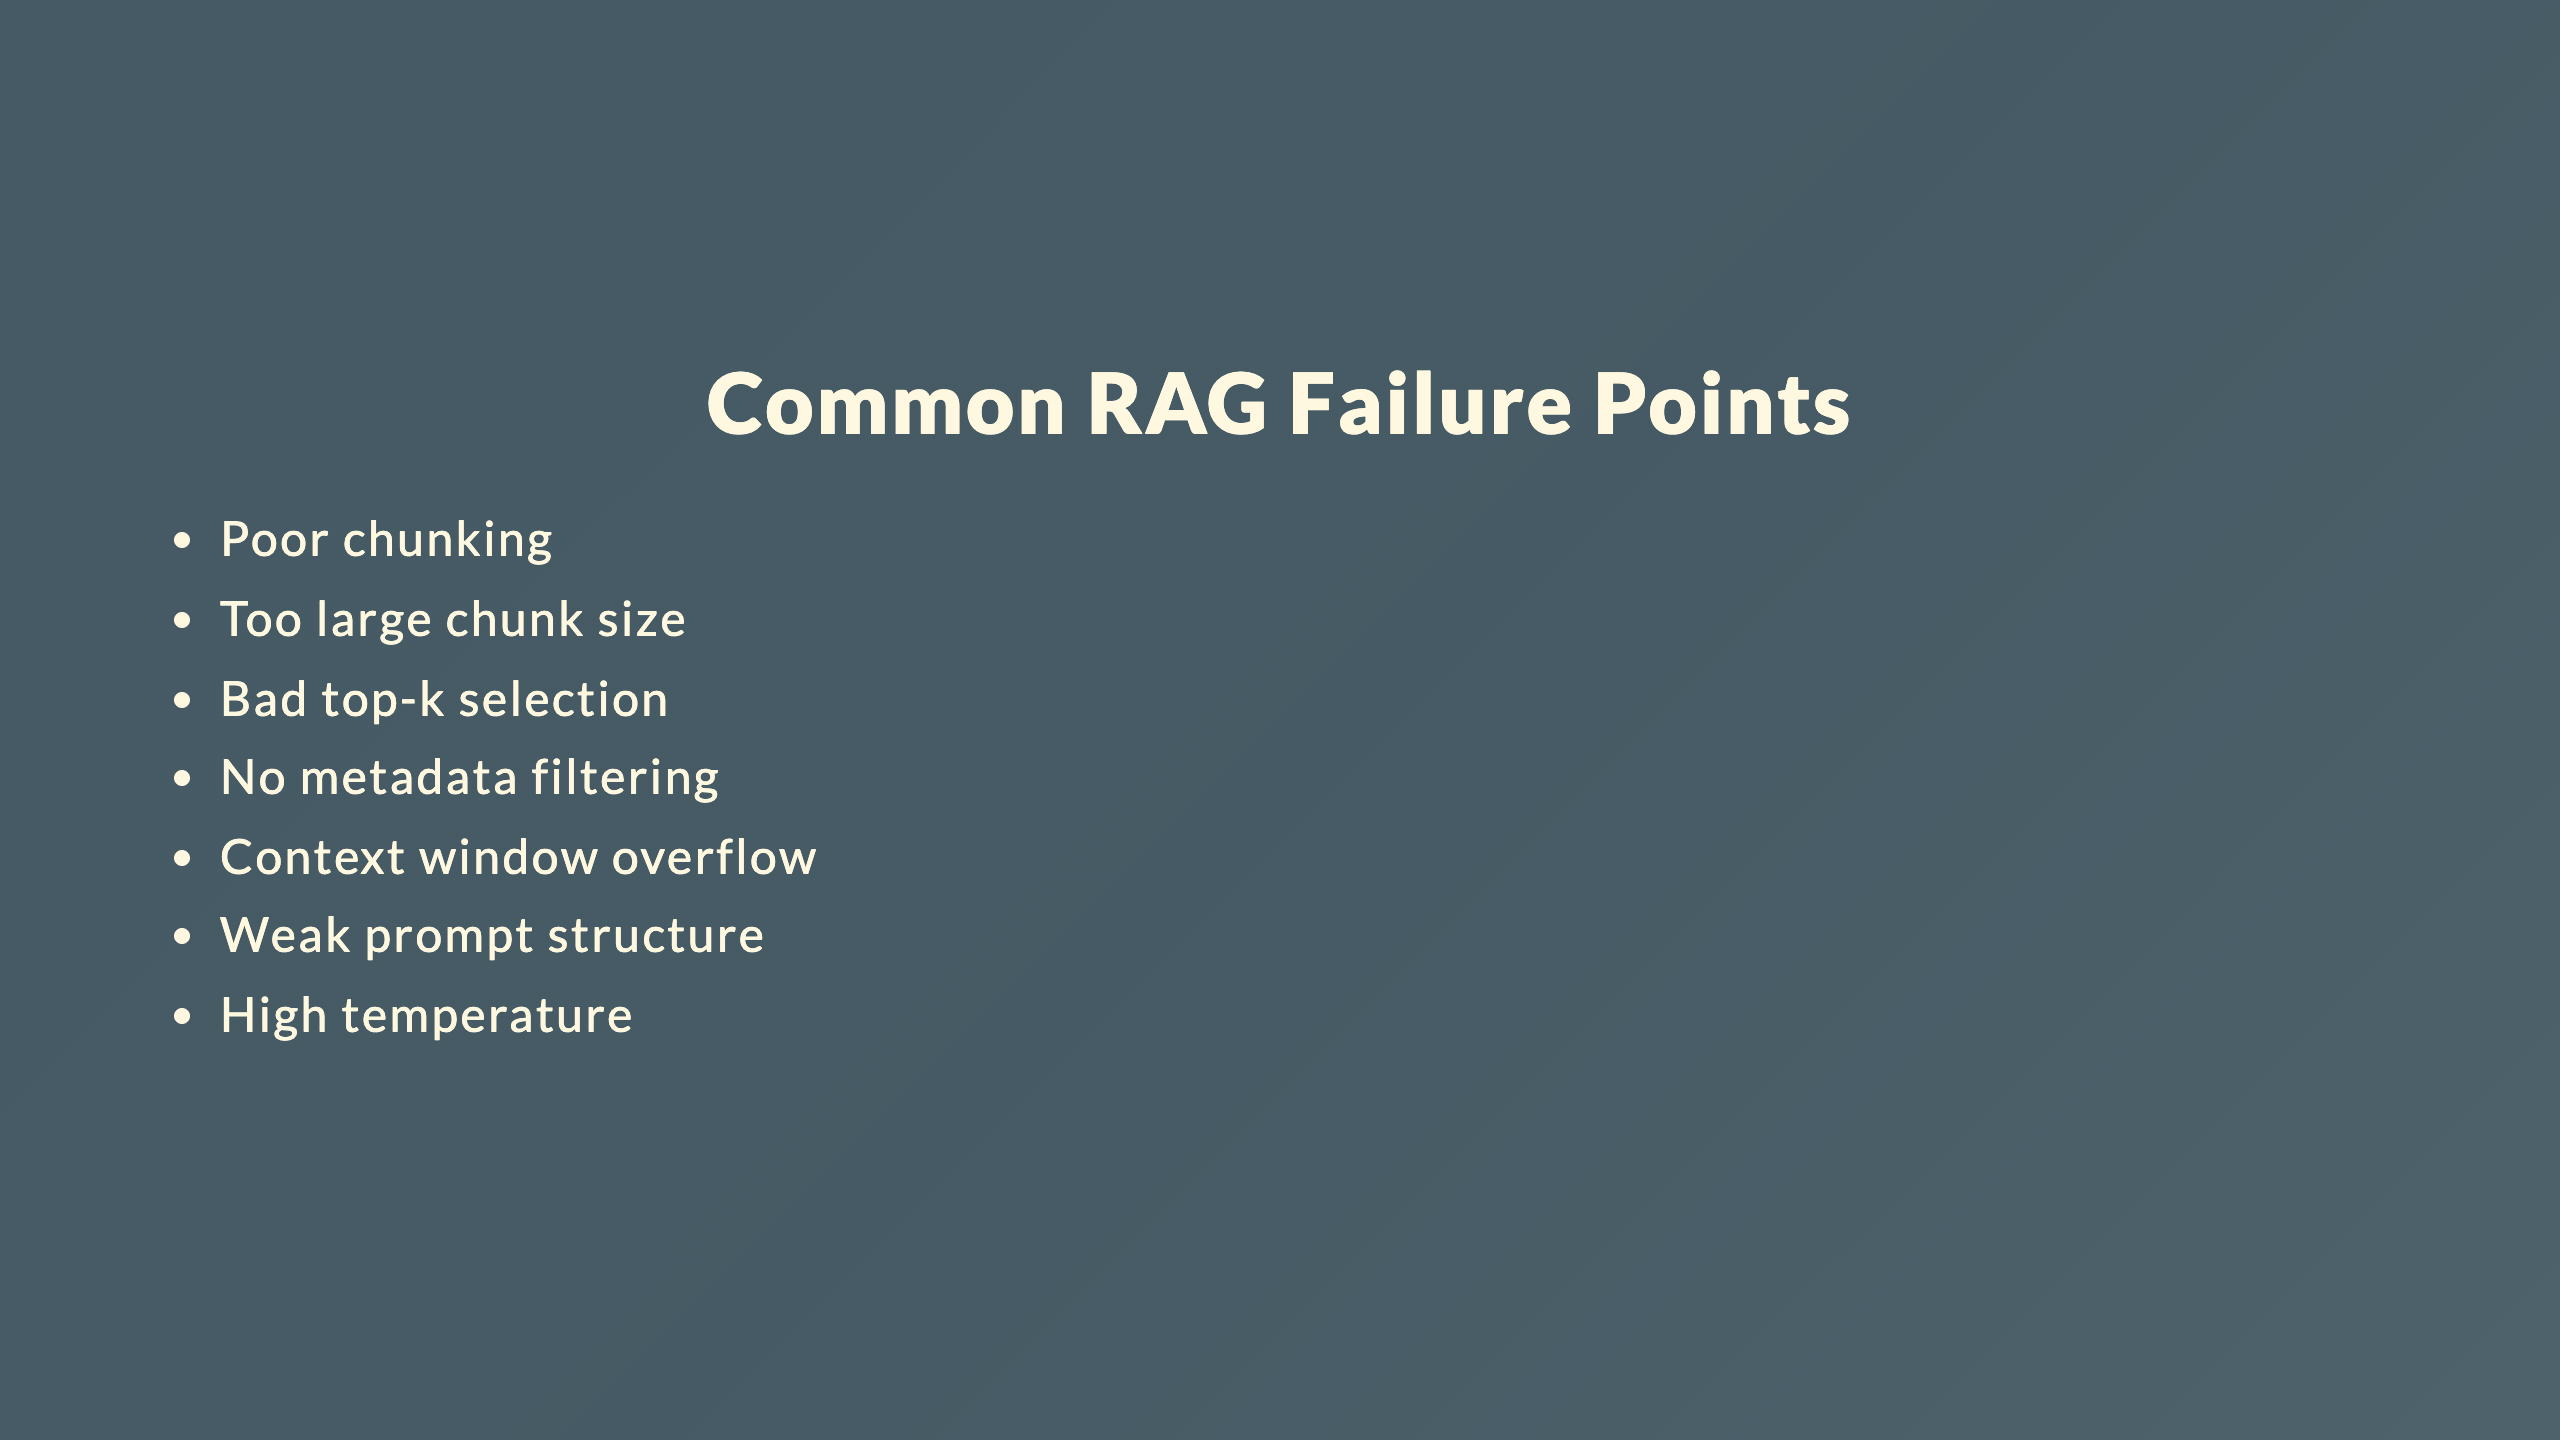 Common RAG Failure Points
• Poor chunking
• Too large chunk size
• Bad top-k selection
• No metadata filtering
• Context window overflow
• Weak prompt structure
• High temperature